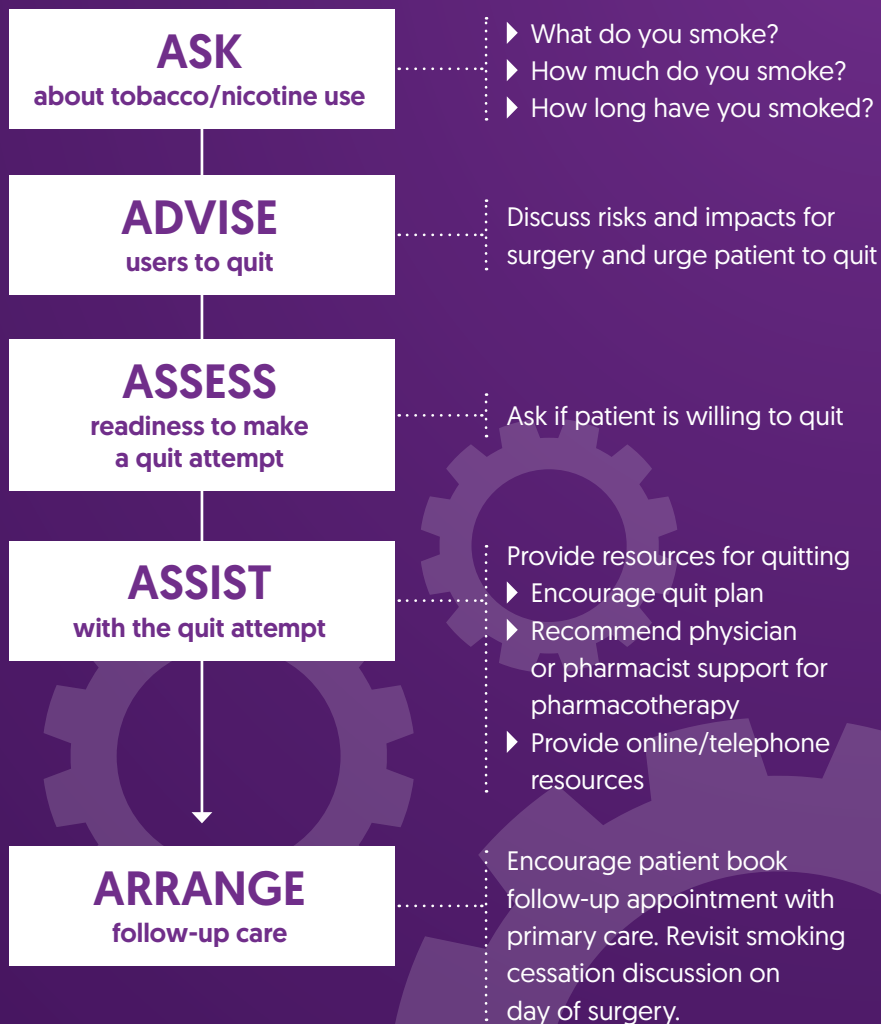 ASK
about tobacco/nicotine use
What do you smoke?
How much do you smoke?
How long have you smoked?
ADVISE
users to quit
Discuss risks and impacts for
surgery and urge patient to quit
ASSESS
readiness to make
a quit attempt
Ask if patient is willing to quit
ASSIST
with the quit attempt
Provide resources for quitting
Encourage quit plan
Recommend physician
or pharmacist support for
pharmacotherapy
Provide online/telephone
resources
ARRANGE
follow-up care
Encourage patient book
follow-up appointment with
primary care. Revisit smoking
cessation discussion on
day of surgery.